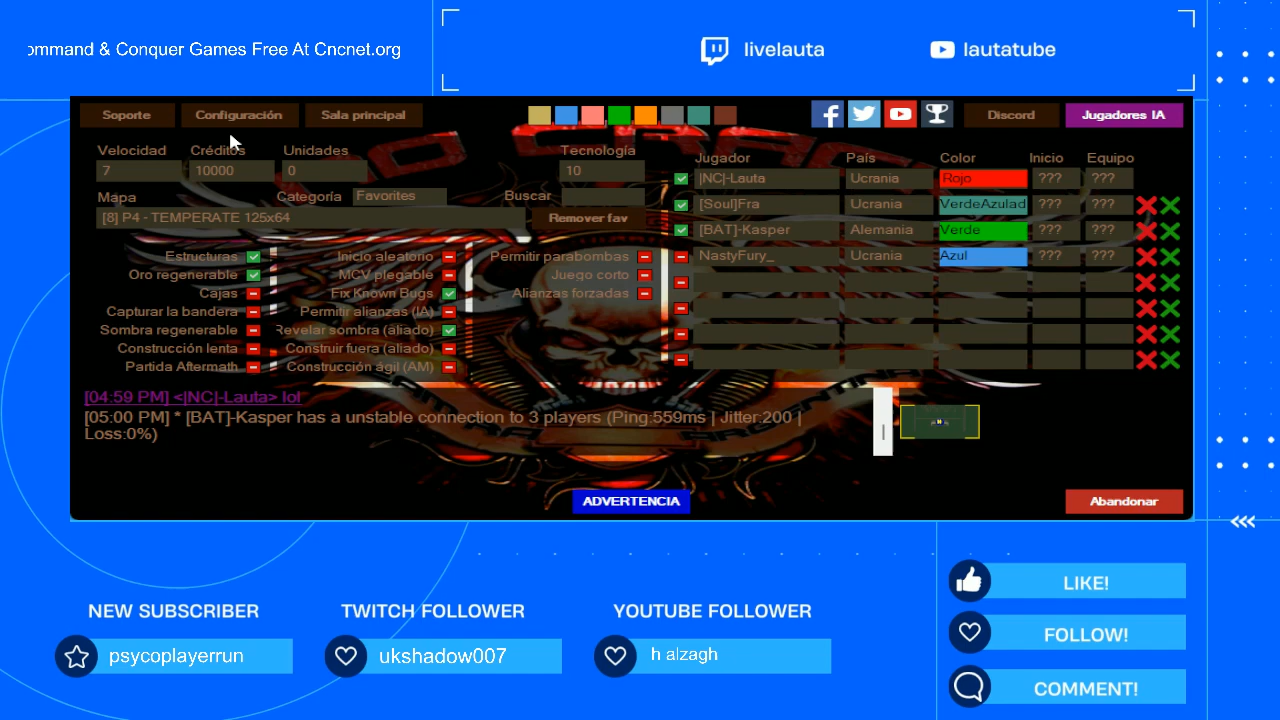 ommand & Conquer Games Free At Cncnet.org
livelauta
lautatube
Soporte
Configuración
Sala principal
Discord
Jugadores IA
Velocidad
Créditos
Unidades
Tecnología
7
10000
0
10
Mapa
Categoría
Favorites
Buscar
[8] P4 - TEMPERATE 125x64
Remover fav
Jugador País Color Inicio Equipo
|NC|-Lauta Ucrania Rojo ??? ???
[Soul]Fra Ucrania VerdeAzulad ??? ???
[BAT]-Kasper Alemania Verde ??? ???
NastyFury_ Ucrania Azul ??? ???
Estructuras
Oro regenerable
Cajas
Capturar la bandera
Sombra regenerable
Construcción lenta
Partida Aftermath
Inicio aleatorio
MCV plegable
Fix Known Bugs
Permitir alianzas (IA)
Revelar sombra (aliado)
Construir fuera (aliado)
Construcción ágil (AM)
Permitir parabombas
Juego corto
Alianzas forzadas
[04:59 PM] <|NC|-Lauta> lol
[05:00 PM] * [BAT]-Kasper has a unstable connection to 3 players (Ping:559ms | Jitter:200 |
Loss:0%)
ADVERTENCIA
Abandonar
NEW SUBSCRIBER
psycoplayerrun
TWITCH FOLLOWER
ukshadow007
YOUTUBE FOLLOWER
h alzagh
LIKE!
FOLLOW!
COMMENT!